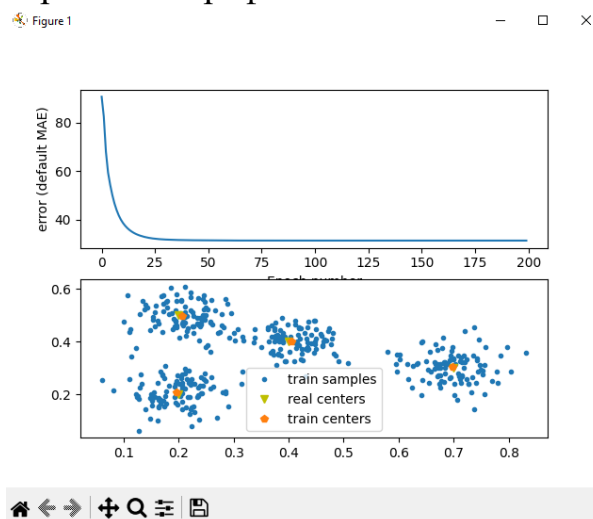 Figure 1
error (default MAE)
80
60
40
0 25 50 75 100 125 150 175 200
0.6
0.4
0.2
train samples
real centers
train centers
0.1 0.2 0.3 0.4 0.5 0.6 0.7 0.8